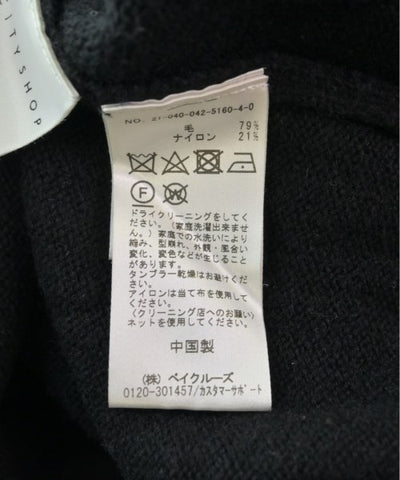 CITYSHOP
NO. 21-040-042-5160-4-0
毛 79%
ナイロン 21%
F W
ドライクリーニングをしてく
ださい。(家庭洗濯出来ませ
ん。)家庭での水洗いにより
縮み、型崩れ、外観・風合い
変化、変色などが生じること
があります。
タンブラー乾燥はお避けくだ
さい。
アイロンは当て布を使用して
ください。
〈クリーニング店へのお願い〉
ネットを使用してください。
中国製
(株) ベイクルーズ
0120-301457/カスタマーサポート